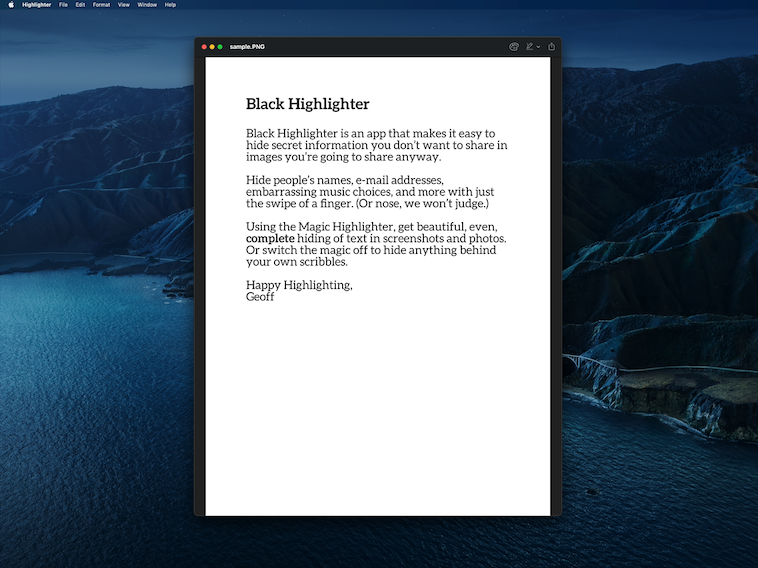 Highlighter File Edit Format View Window Help
sample.PNG
Black Highlighter
Black Highlighter is an app that makes it easy to
hide secret information you don't want to share in
images you're going to share anyway.
Hide people's names, e-mail addresses,
embarrassing music choices, and more with just
the swipe of a finger. (Or nose, we won't judge.)
Using the Magic Highlighter, get beautiful, even,
complete hiding of text in screenshots and photos.
Or switch the magic off to hide anything behind
your own scribbles.
Happy Highlighting,
Geoff